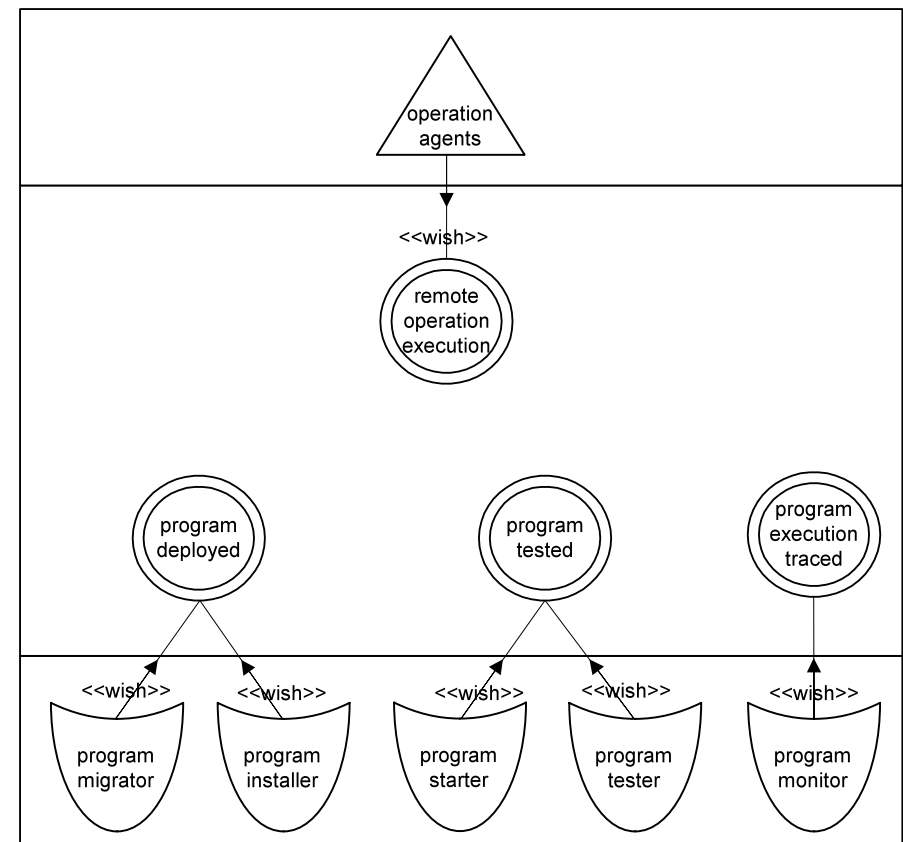 operation
agents
<<wish>>
remote
operation
execution
program
deployed
program
tested
program
execution
traced
<<wish>>
<<wish>>
<<wish>>
<<wish>>
<<wish>>
program
migrator
program
installer
program
starter
program
tester
program
monitor